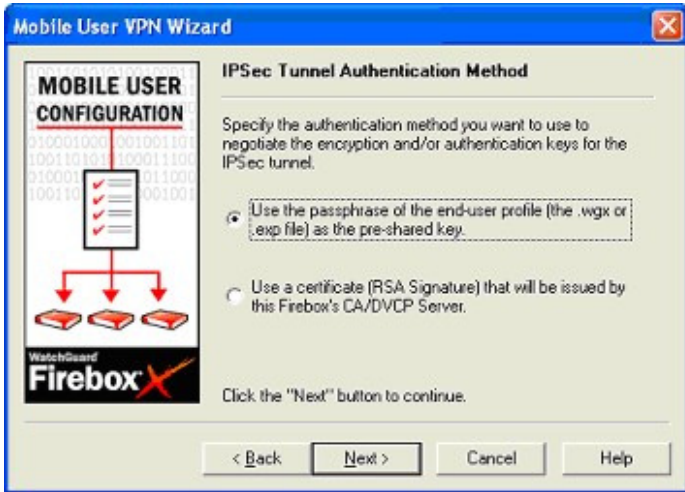 Mobile User VPN Wizard
MOBILE USER
CONFIGURATION
WatchGuard
Firebox X
IPSec Tunnel Authentication Method
Specify the authentication method you want to use to
negotiate the encryption and/or authentication keys for the
IPSec tunnel.
Use the passphrase of the end-user profile (the .wgx or
.exp file) as the pre-shared key.
Use a certificate (RSA Signature) that will be issued by
this Firebox's CA/DVCP Server.
Click the "Next" button to continue.
< Back
Next >
Cancel
Help